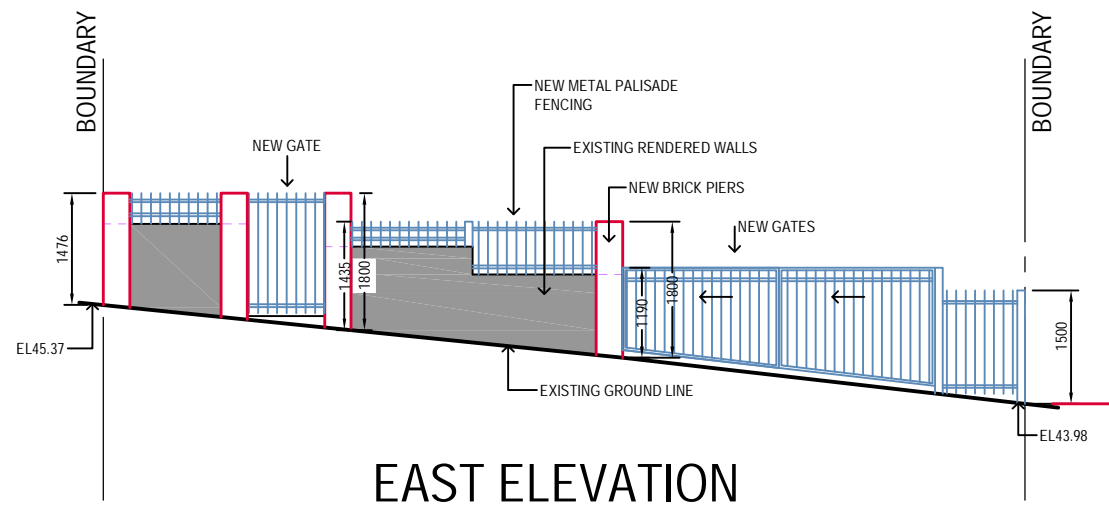 BOUNDARY
BOUNDARY
NEW METAL PALISADE
FENCING
NEW GATE
EXISTING RENDERED WALLS
NEW BRICK PIERS
NEW GATES
1476
1435
1800
1190
1800
1500
EL45.37
EXISTING GROUND LINE
EL43.98
EAST ELEVATION